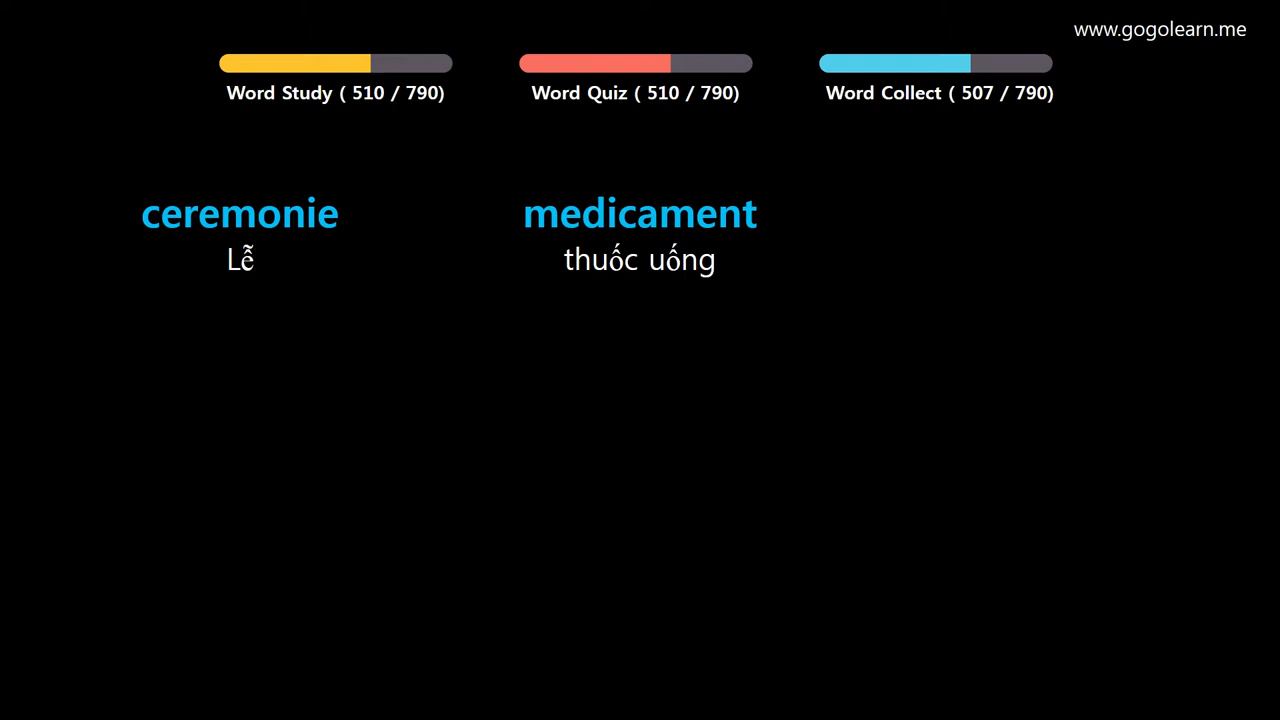 www.gogolearn.me
Word Study ( 510 / 790)
Word Quiz ( 510 / 790)
Word Collect ( 507 / 790)
ceremonie
medicament
Lễ
thuốc uống